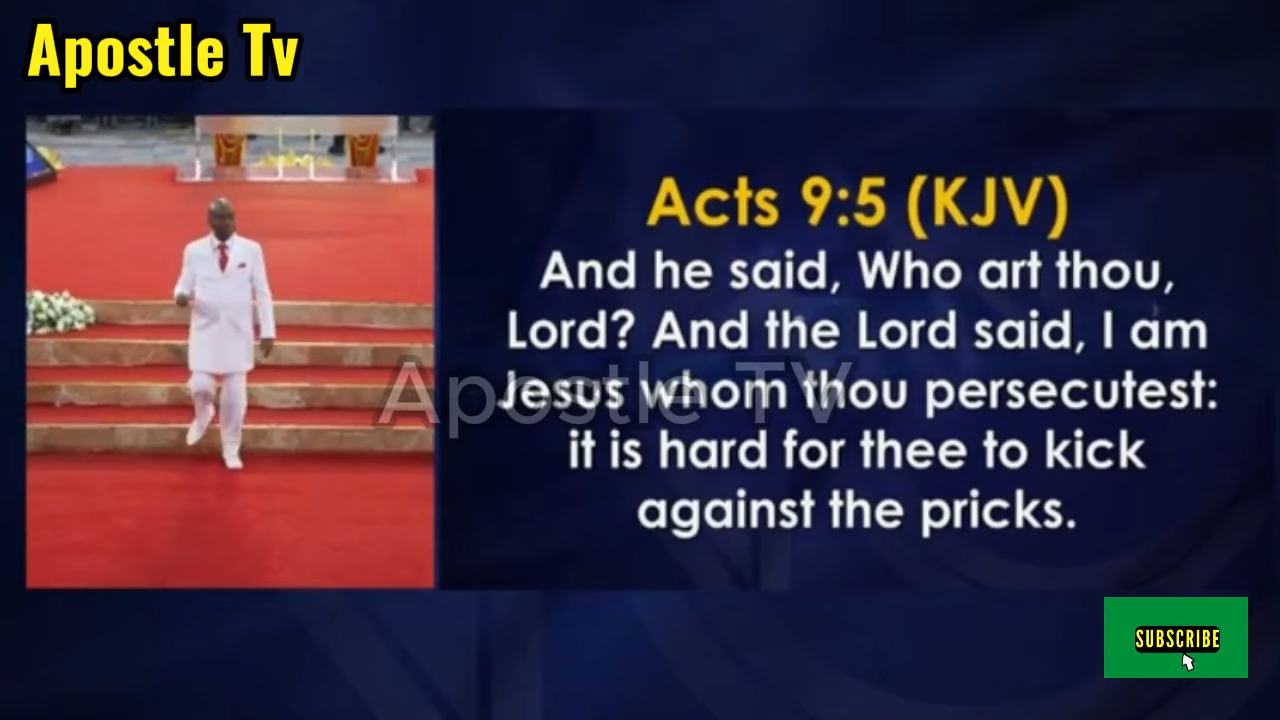 Apostle Tv
Acts 9:5 (KJV)
And he said, Who art thou,
Lord? And the Lord said, I am
Jesus whom thou persecutest:
Apostle TV
it is hard for thee to kick
against the pricks.
SUBSCRIBE